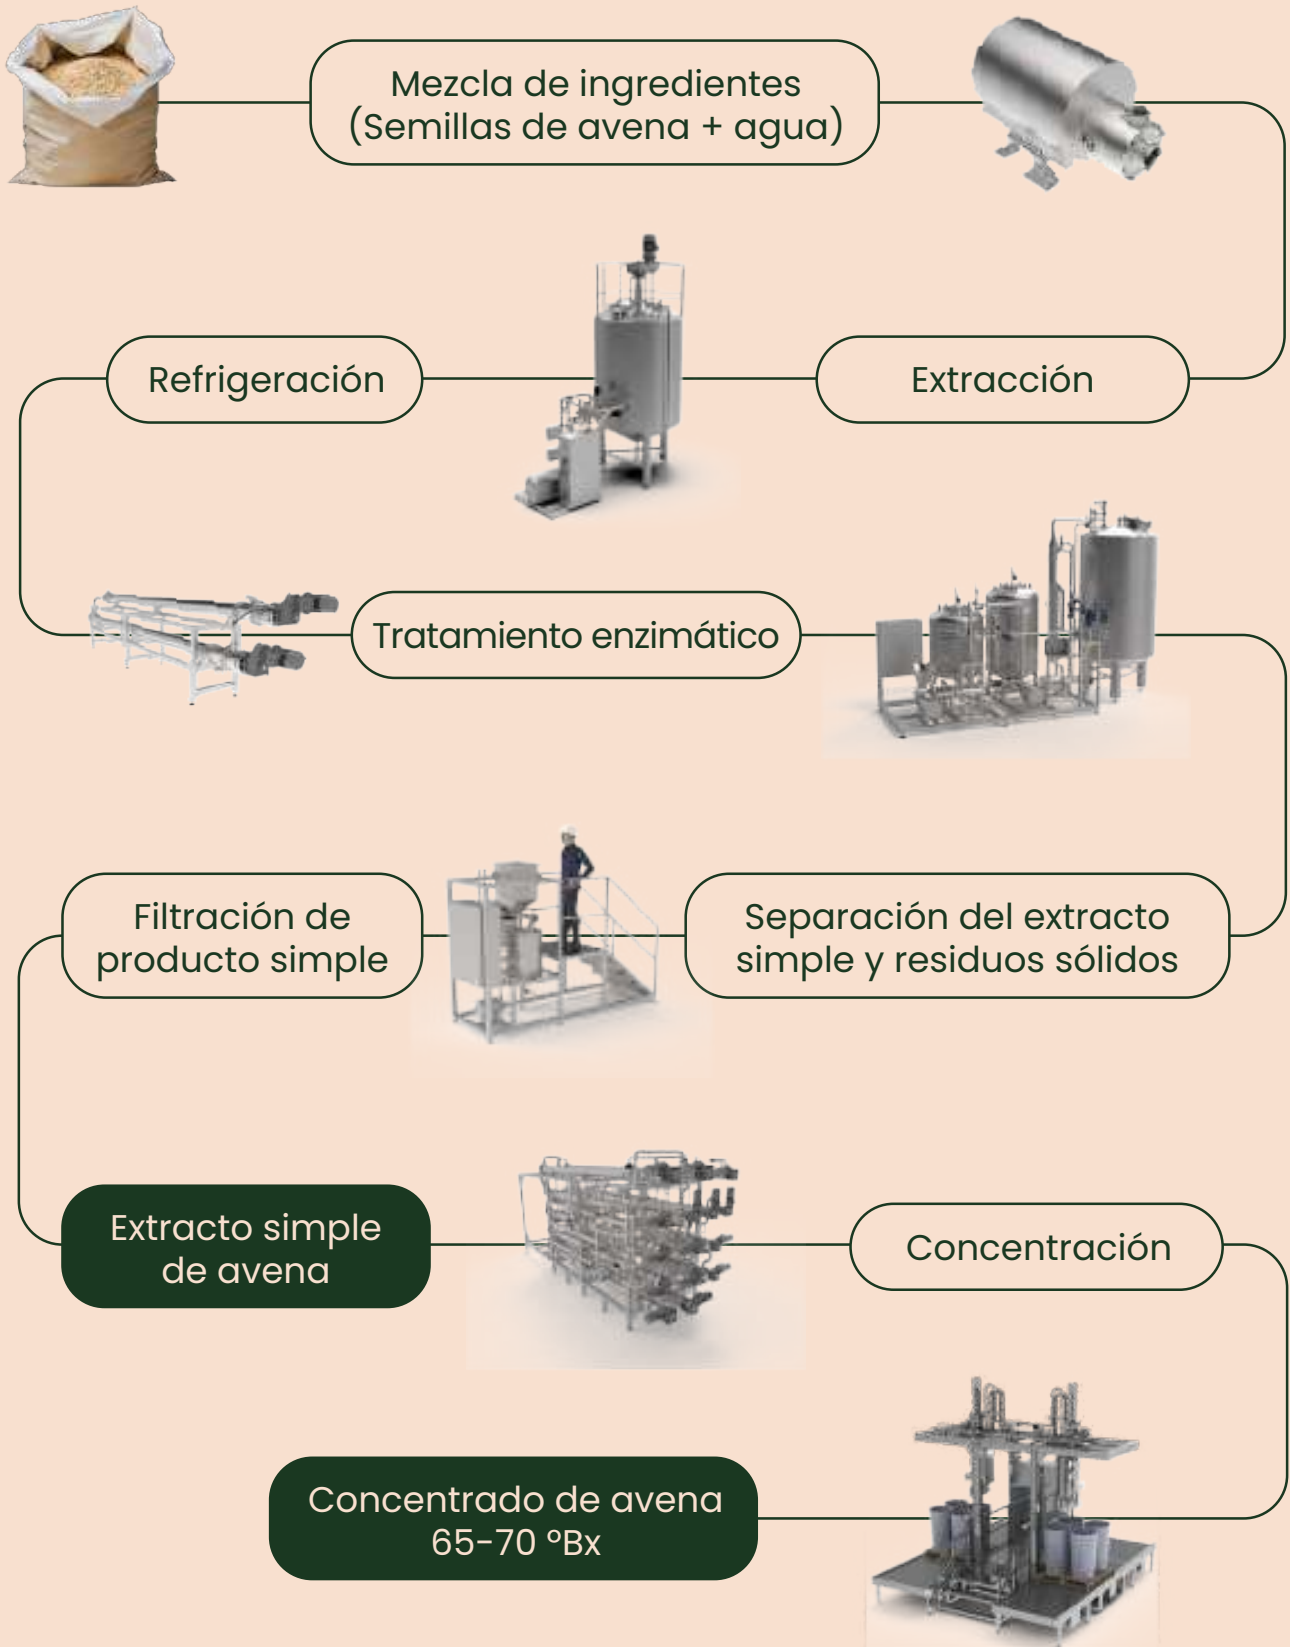 Mezcla de ingredientes
(Semillas de avena + agua)
Extracción
Refrigeración
Tratamiento enzimático
Separación del extracto
simple y residuos sólidos
Filtración de
producto simple
Extracto simple
de avena
Concentración
Concentrado de avena
65-70 ºBx